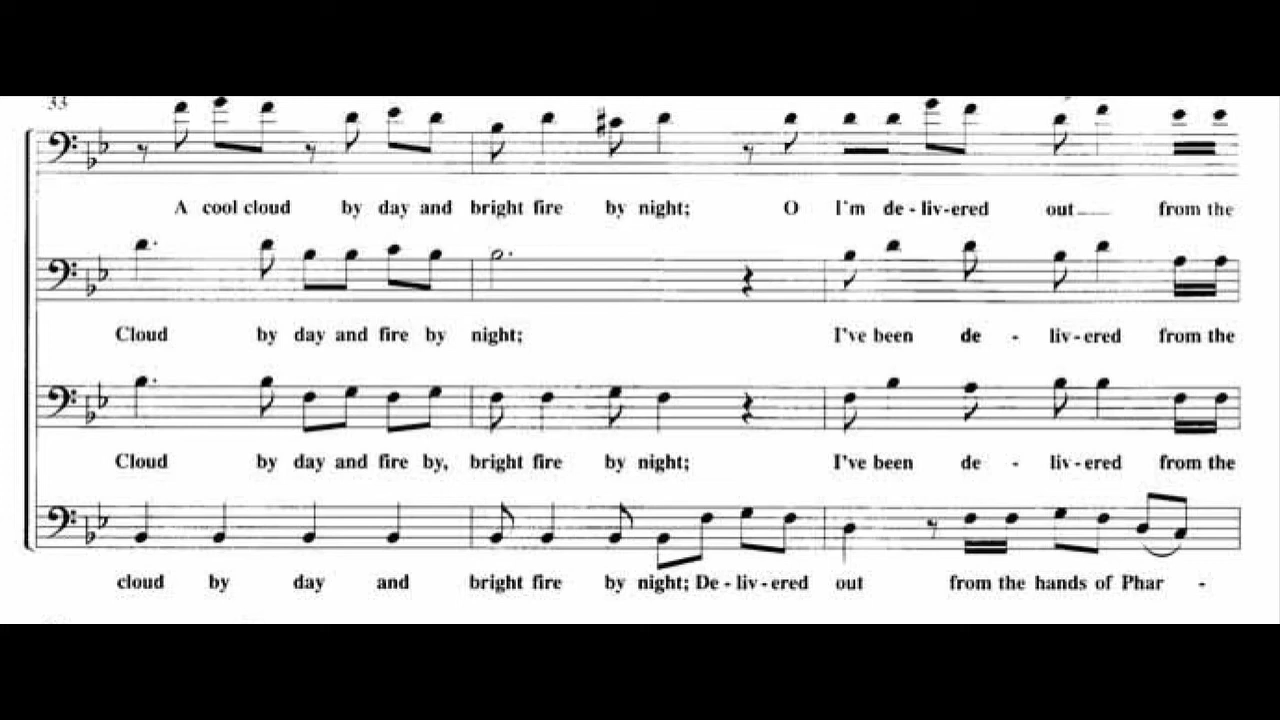 33
A cool cloud by day and bright fire by night; O I'm de - liv - ered out from the
Cloud by day and fire by night; I've been de - liv - ered from the
Cloud by day and fire by, bright fire by night; I've been de - liv - ered from the
cloud by day and bright fire by night; De - liv - ered out from the hands of Phar -